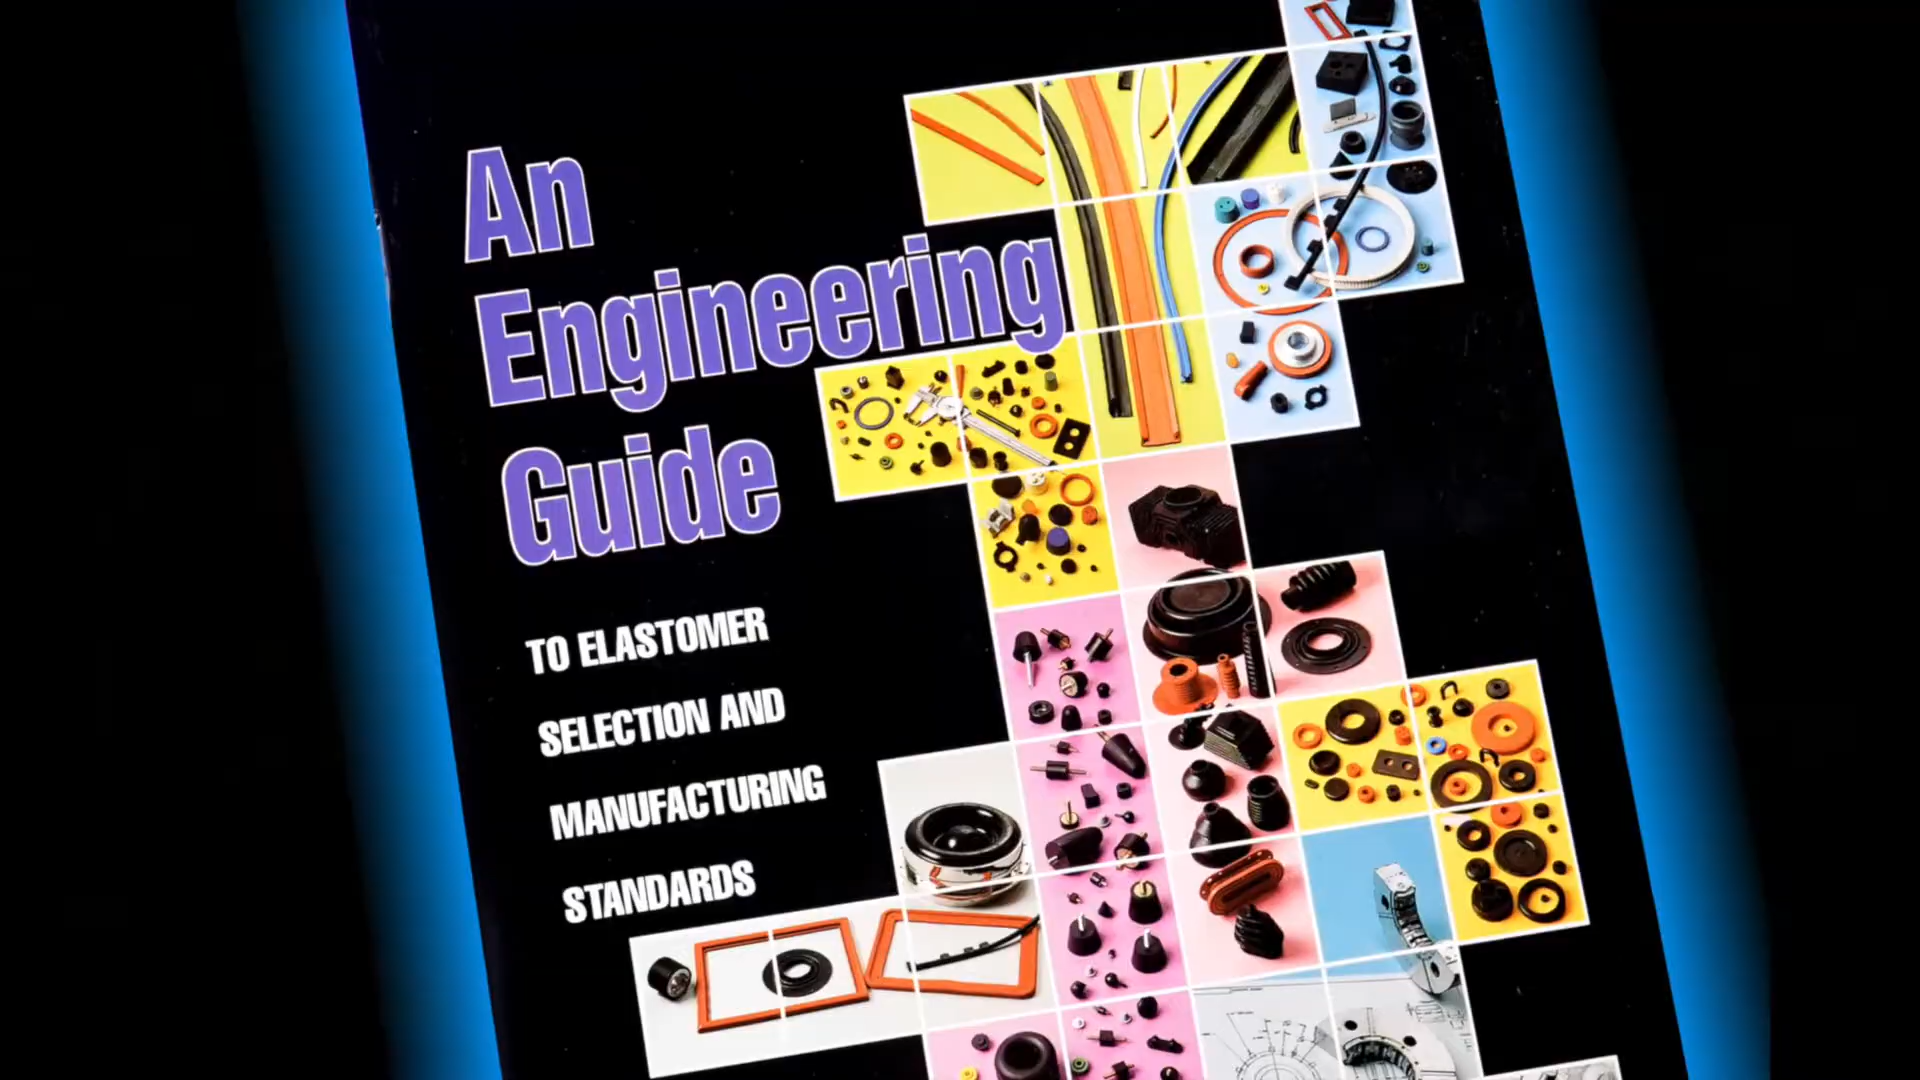 An
Engineering
Guide
TO ELASTOMER
SELECTION AND
MANUFACTURING
STANDARDS